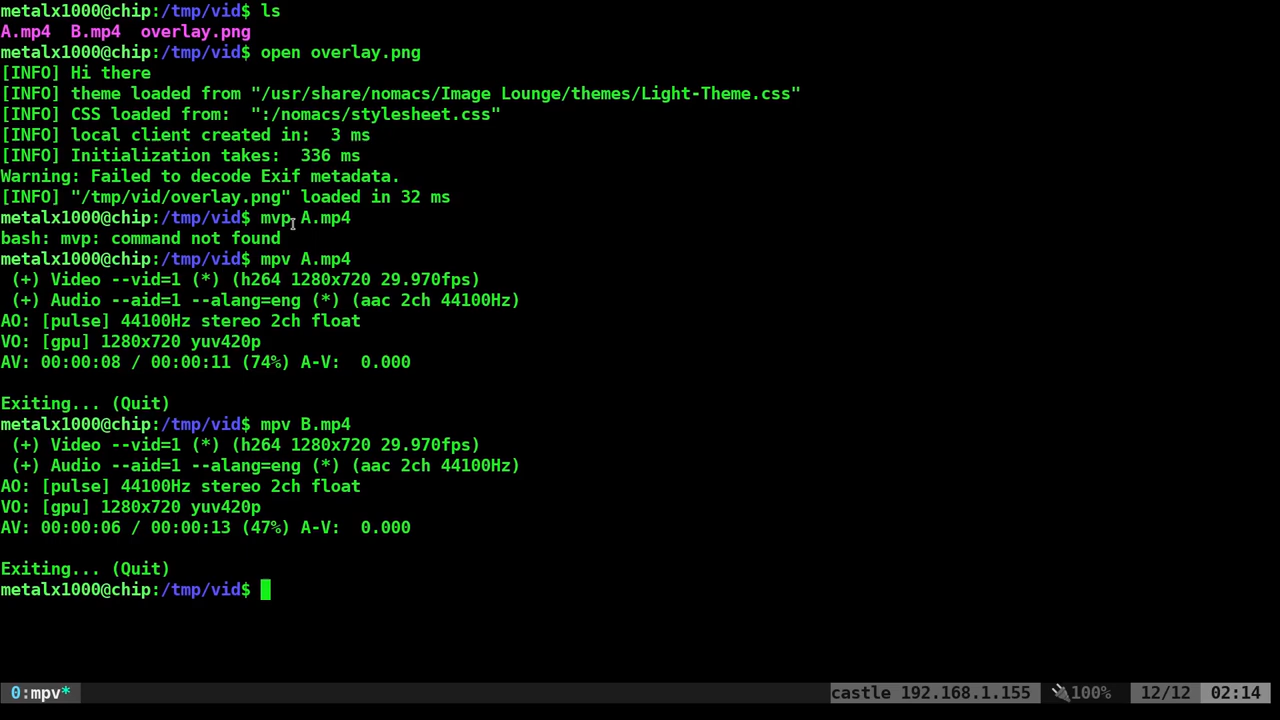 metalx1000@chip:/tmp/vid$ ls
A.mp4  B.mp4  overlay.png
metalx1000@chip:/tmp/vid$ open overlay.png
[INFO] Hi there
[INFO] theme loaded from "/usr/share/nomacs/Image Lounge/themes/Light-Theme.css"
[INFO] CSS loaded from:  ":/nomacs/stylesheet.css"
[INFO] local client created in:  3 ms
[INFO] Initialization takes:  336 ms
Warning: Failed to decode Exif metadata.
[INFO] "/tmp/vid/overlay.png" loaded in 32 ms
metalx1000@chip:/tmp/vid$ mvp A.mp4
bash: mvp: command not found
metalx1000@chip:/tmp/vid$ mpv A.mp4
 (+) Video --vid=1 (*) (h264 1280x720 29.970fps)
 (+) Audio --aid=1 --alang=eng (*) (aac 2ch 44100Hz)
AO: [pulse] 44100Hz stereo 2ch float
VO: [gpu] 1280x720 yuv420p
AV: 00:00:08 / 00:00:11 (74%) A-V:  0.000
Exiting... (Quit)
metalx1000@chip:/tmp/vid$ mpv B.mp4
 (+) Video --vid=1 (*) (h264 1280x720 29.970fps)
 (+) Audio --aid=1 --alang=eng (*) (aac 2ch 44100Hz)
AO: [pulse] 44100Hz stereo 2ch float
VO: [gpu] 1280x720 yuv420p
AV: 00:00:06 / 00:00:13 (47%) A-V:  0.000
Exiting... (Quit)
metalx1000@chip:/tmp/vid$
0:mpv* castle 192.168.1.155 🔌100% 12/12 02:14